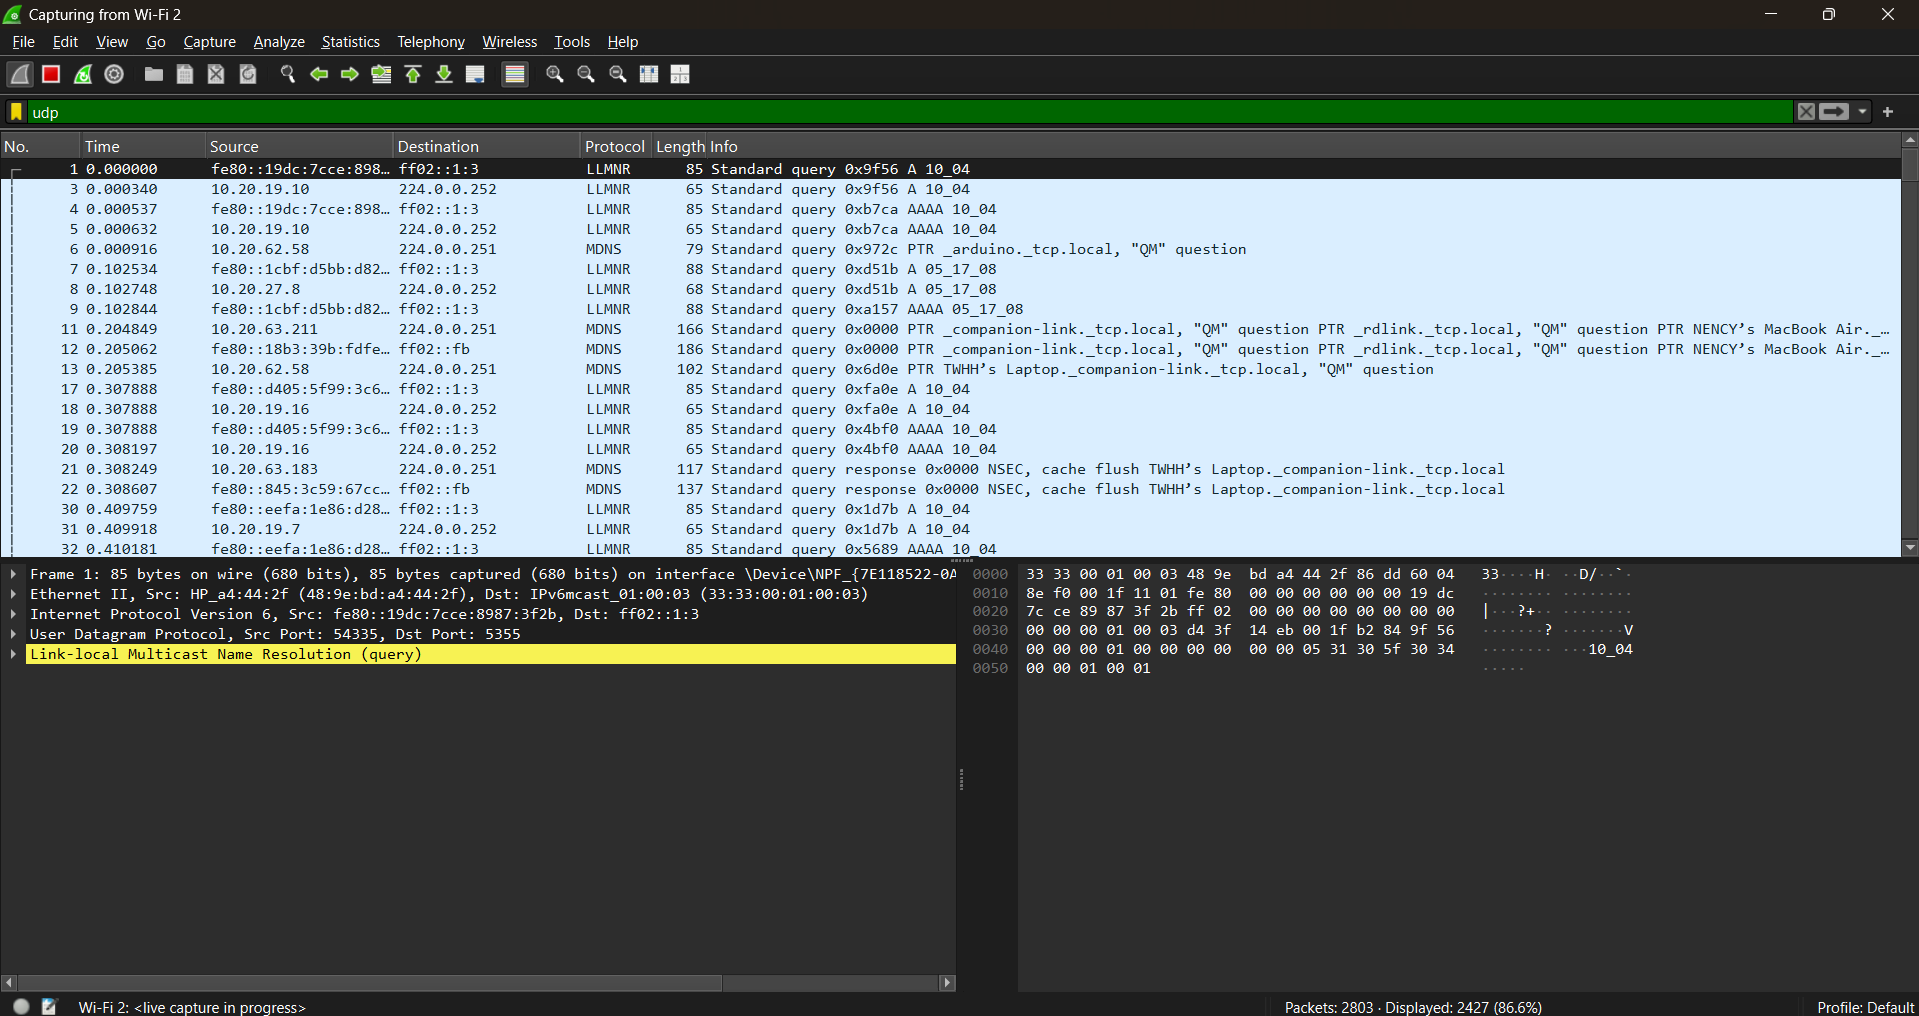 Capturing from Wi-Fi 2
File Edit View Go Capture Analyze Statistics Telephony Wireless Tools Help
udp
No. Time Source Destination Protocol Length Info
1 0.000000 fe80::19dc:7cce:898… ff02::1:3 LLMNR 85 Standard query 0x9f56 A 10_04
3 0.000340 10.20.19.10 224.0.0.252 LLMNR 65 Standard query 0x9f56 A 10_04
4 0.000537 fe80::19dc:7cce:898… ff02::1:3 LLMNR 85 Standard query 0xb7ca AAAA 10_04
5 0.000632 10.20.19.10 224.0.0.252 LLMNR 65 Standard query 0xb7ca AAAA 10_04
6 0.000916 10.20.62.58 224.0.0.251 MDNS 79 Standard query 0x972c PTR _arduino._tcp.local, "QM" question
7 0.102534 fe80::1cbf:d5bb:d82… ff02::1:3 LLMNR 88 Standard query 0xd51b A 05_17_08
8 0.102748 10.20.27.8 224.0.0.252 LLMNR 68 Standard query 0xd51b A 05_17_08
9 0.102844 fe80::1cbf:d5bb:d82… ff02::1:3 LLMNR 88 Standard query 0xa157 AAAA 05_17_08
11 0.204849 10.20.63.211 224.0.0.251 MDNS 166 Standard query 0x0000 PTR _companion-link._tcp.local, "QM" question PTR _rdlink._tcp.local, "QM" question PTR NENCY’s MacBook Air._…
12 0.205062 fe80::18b3:39b:fdfe… ff02::fb MDNS 186 Standard query 0x0000 PTR _companion-link._tcp.local, "QM" question PTR _rdlink._tcp.local, "QM" question PTR NENCY’s MacBook Air._…
13 0.205385 10.20.62.58 224.0.0.251 MDNS 102 Standard query 0x6d0e PTR TWHH’s Laptop._companion-link._tcp.local, "QM" question
17 0.307888 fe80::d405:5f99:3c6… ff02::1:3 LLMNR 85 Standard query 0xfa0e A 10_04
18 0.307888 10.20.19.16 224.0.0.252 LLMNR 65 Standard query 0xfa0e A 10_04
19 0.307888 fe80::d405:5f99:3c6… ff02::1:3 LLMNR 85 Standard query 0x4bf0 AAAA 10_04
20 0.308197 10.20.19.16 224.0.0.252 LLMNR 65 Standard query 0x4bf0 AAAA 10_04
21 0.308249 10.20.63.183 224.0.0.251 MDNS 117 Standard query response 0x0000 NSEC, cache flush TWHH’s Laptop._companion-link._tcp.local
22 0.308607 fe80::845:3c59:67cc… ff02::fb MDNS 137 Standard query response 0x0000 NSEC, cache flush TWHH’s Laptop._companion-link._tcp.local
30 0.409759 fe80::eefa:1e86:d28… ff02::1:3 LLMNR 85 Standard query 0x1d7b A 10_04
31 0.409918 10.20.19.7 224.0.0.252 LLMNR 65 Standard query 0x1d7b A 10_04
32 0.410181 fe80::eefa:1e86:d28… ff02::1:3 LLMNR 85 Standard query 0x5689 AAAA 10_04
Frame 1: 85 bytes on wire (680 bits), 85 bytes captured (680 bits) on interface \Device\NPF_{7E118522-0A
Ethernet II, Src: HP_a4:44:2f (48:9e:bd:a4:44:2f), Dst: IPv6mcast_01:00:03 (33:33:00:01:00:03)
Internet Protocol Version 6, Src: fe80::19dc:7cce:8987:3f2b, Dst: ff02::1:3
User Datagram Protocol, Src Port: 54335, Dst Port: 5355
Link-local Multicast Name Resolution (query)
0000 33 33 00 01 00 03 48 9e bd a4 44 2f 86 dd 60 04 33····H· ··D/··`·
0010 8e f0 00 1f 11 01 fe 80 00 00 00 00 00 00 19 dc ········ ········
0020 7c ce 89 87 3f 2b ff 02 00 00 00 00 00 00 00 00 |···?+·· ········
0030 00 00 00 01 00 03 d4 3f 14 eb 00 1f b2 84 9f 56 ·······? ·······V
0040 00 00 00 01 00 00 00 00 00 00 05 31 30 5f 30 34 ········ ···10_04
0050 00 00 01 00 01 ·····
Wi-Fi 2: <live capture in progress>
Packets: 2803 · Displayed: 2427 (86.6%)
Profile: Default